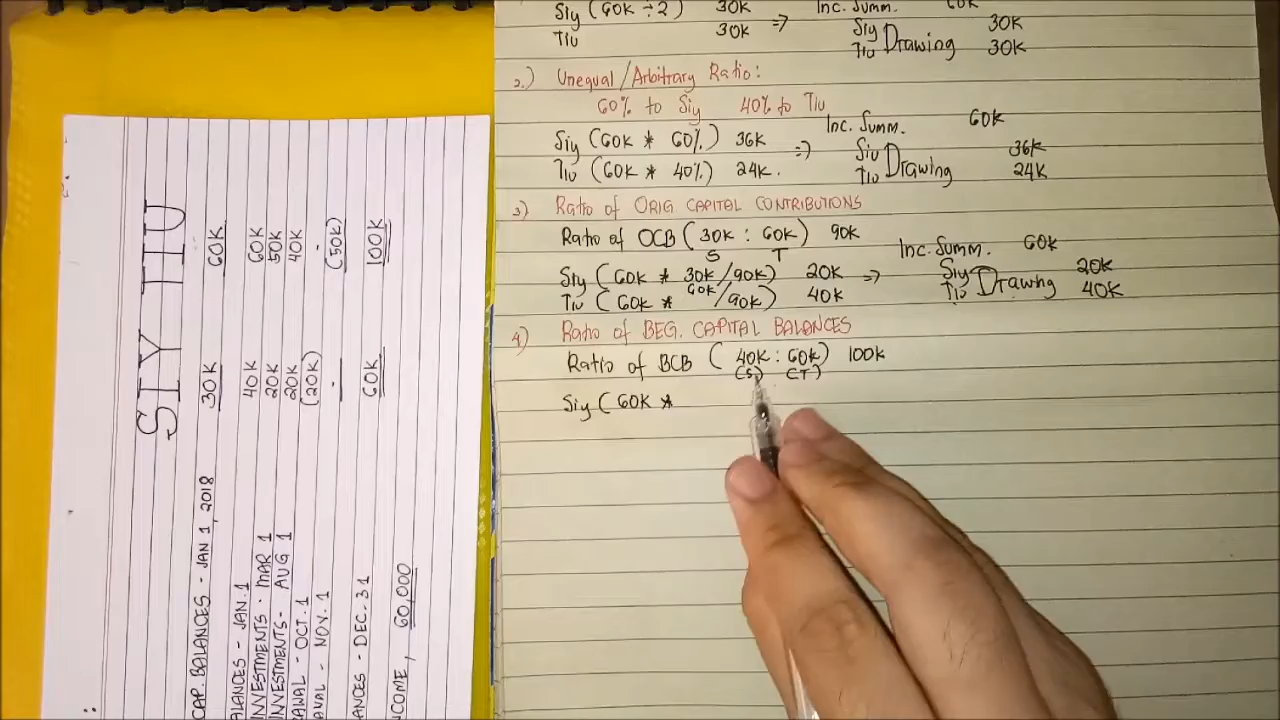 Siy (60K ÷ 2) 30K Inc. Summ. 60K
Tiu 30K => Siy Drawing 30K
Tiu 30K
2.) Unequal/Arbitrary Ratio:
60% to Siy 40% to Tiu
Siy (60K * 60%) 36K => Inc. Summ. 60K
Tiu (60K * 40%) 24K. Siy Drawing 36K
Tiu 24K
3) Ratio of ORIG CAPITAL CONTRIBUTIONS
Ratio of OCB (30K : 60K) 90K
S T
Siy (60K * 30K/90K) 20K => Inc. Summ. 60K
Tiu (60K * 60K/90K) 40K Siy Drawing 20K
Tiu 40K
4) Ratio of BEG. CAPITAL BALANCES
Ratio of BCB (40K : 60K) 100K
(S) (T)
Siy (60K *
SIY TIU
CAP. BALANCES - JAN 1, 2018 30K 60K
ALANCES - JAN. 1 40K 60K
INVESTMENTS - MAR 1 20K 50K
INVESTMENTS - AUG 1 20K 40K
AWAL - OCT. 1 (20K) -
AWAL - NOV. 1 - (50K)
ANCES - DEC. 31 60K 100K
NCOME, 60,000